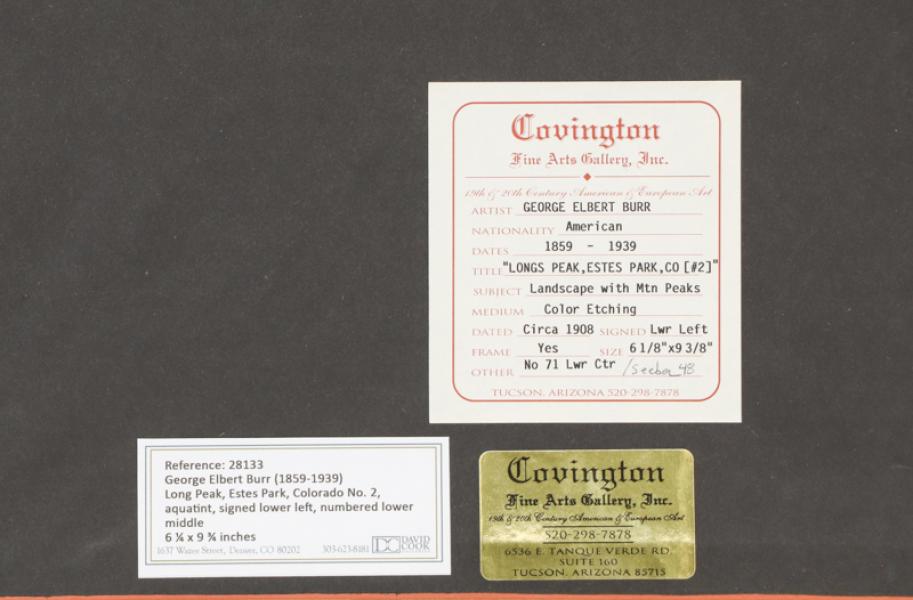 Covington
Fine Arts Gallery, Inc.
19th & 20th Century American & European Art
ARTIST GEORGE ELBERT BURR
NATIONALITY American
DATES 1859 - 1939
TITLE "LONGS PEAK,ESTES PARK,CO [#2]"
SUBJECT Landscape with Mtn Peaks
MEDIUM Color Etching
DATED Circa 1908 SIGNED Lwr Left
FRAME Yes SIZE 6 1/8"x9 3/8"
OTHER No 71 Lwr Ctr
TUCSON, ARIZONA 520-298-7878
Reference: 28133
George Elbert Burr (1859-1939)
Long Peak, Estes Park, Colorado No. 2,
aquatint, signed lower left, numbered lower
middle
6 ¼ x 9 ¾ inches
1637 Wazee Street, Denver, CO 80202 303-623-8181 DC DAVID COOK
Covington
Fine Arts Gallery, Inc.
19th & 20th Century American & European Art
520-298-7878
6536 E. TANQUE VERDE RD.
SUITE 160
TUCSON, ARIZONA 85715